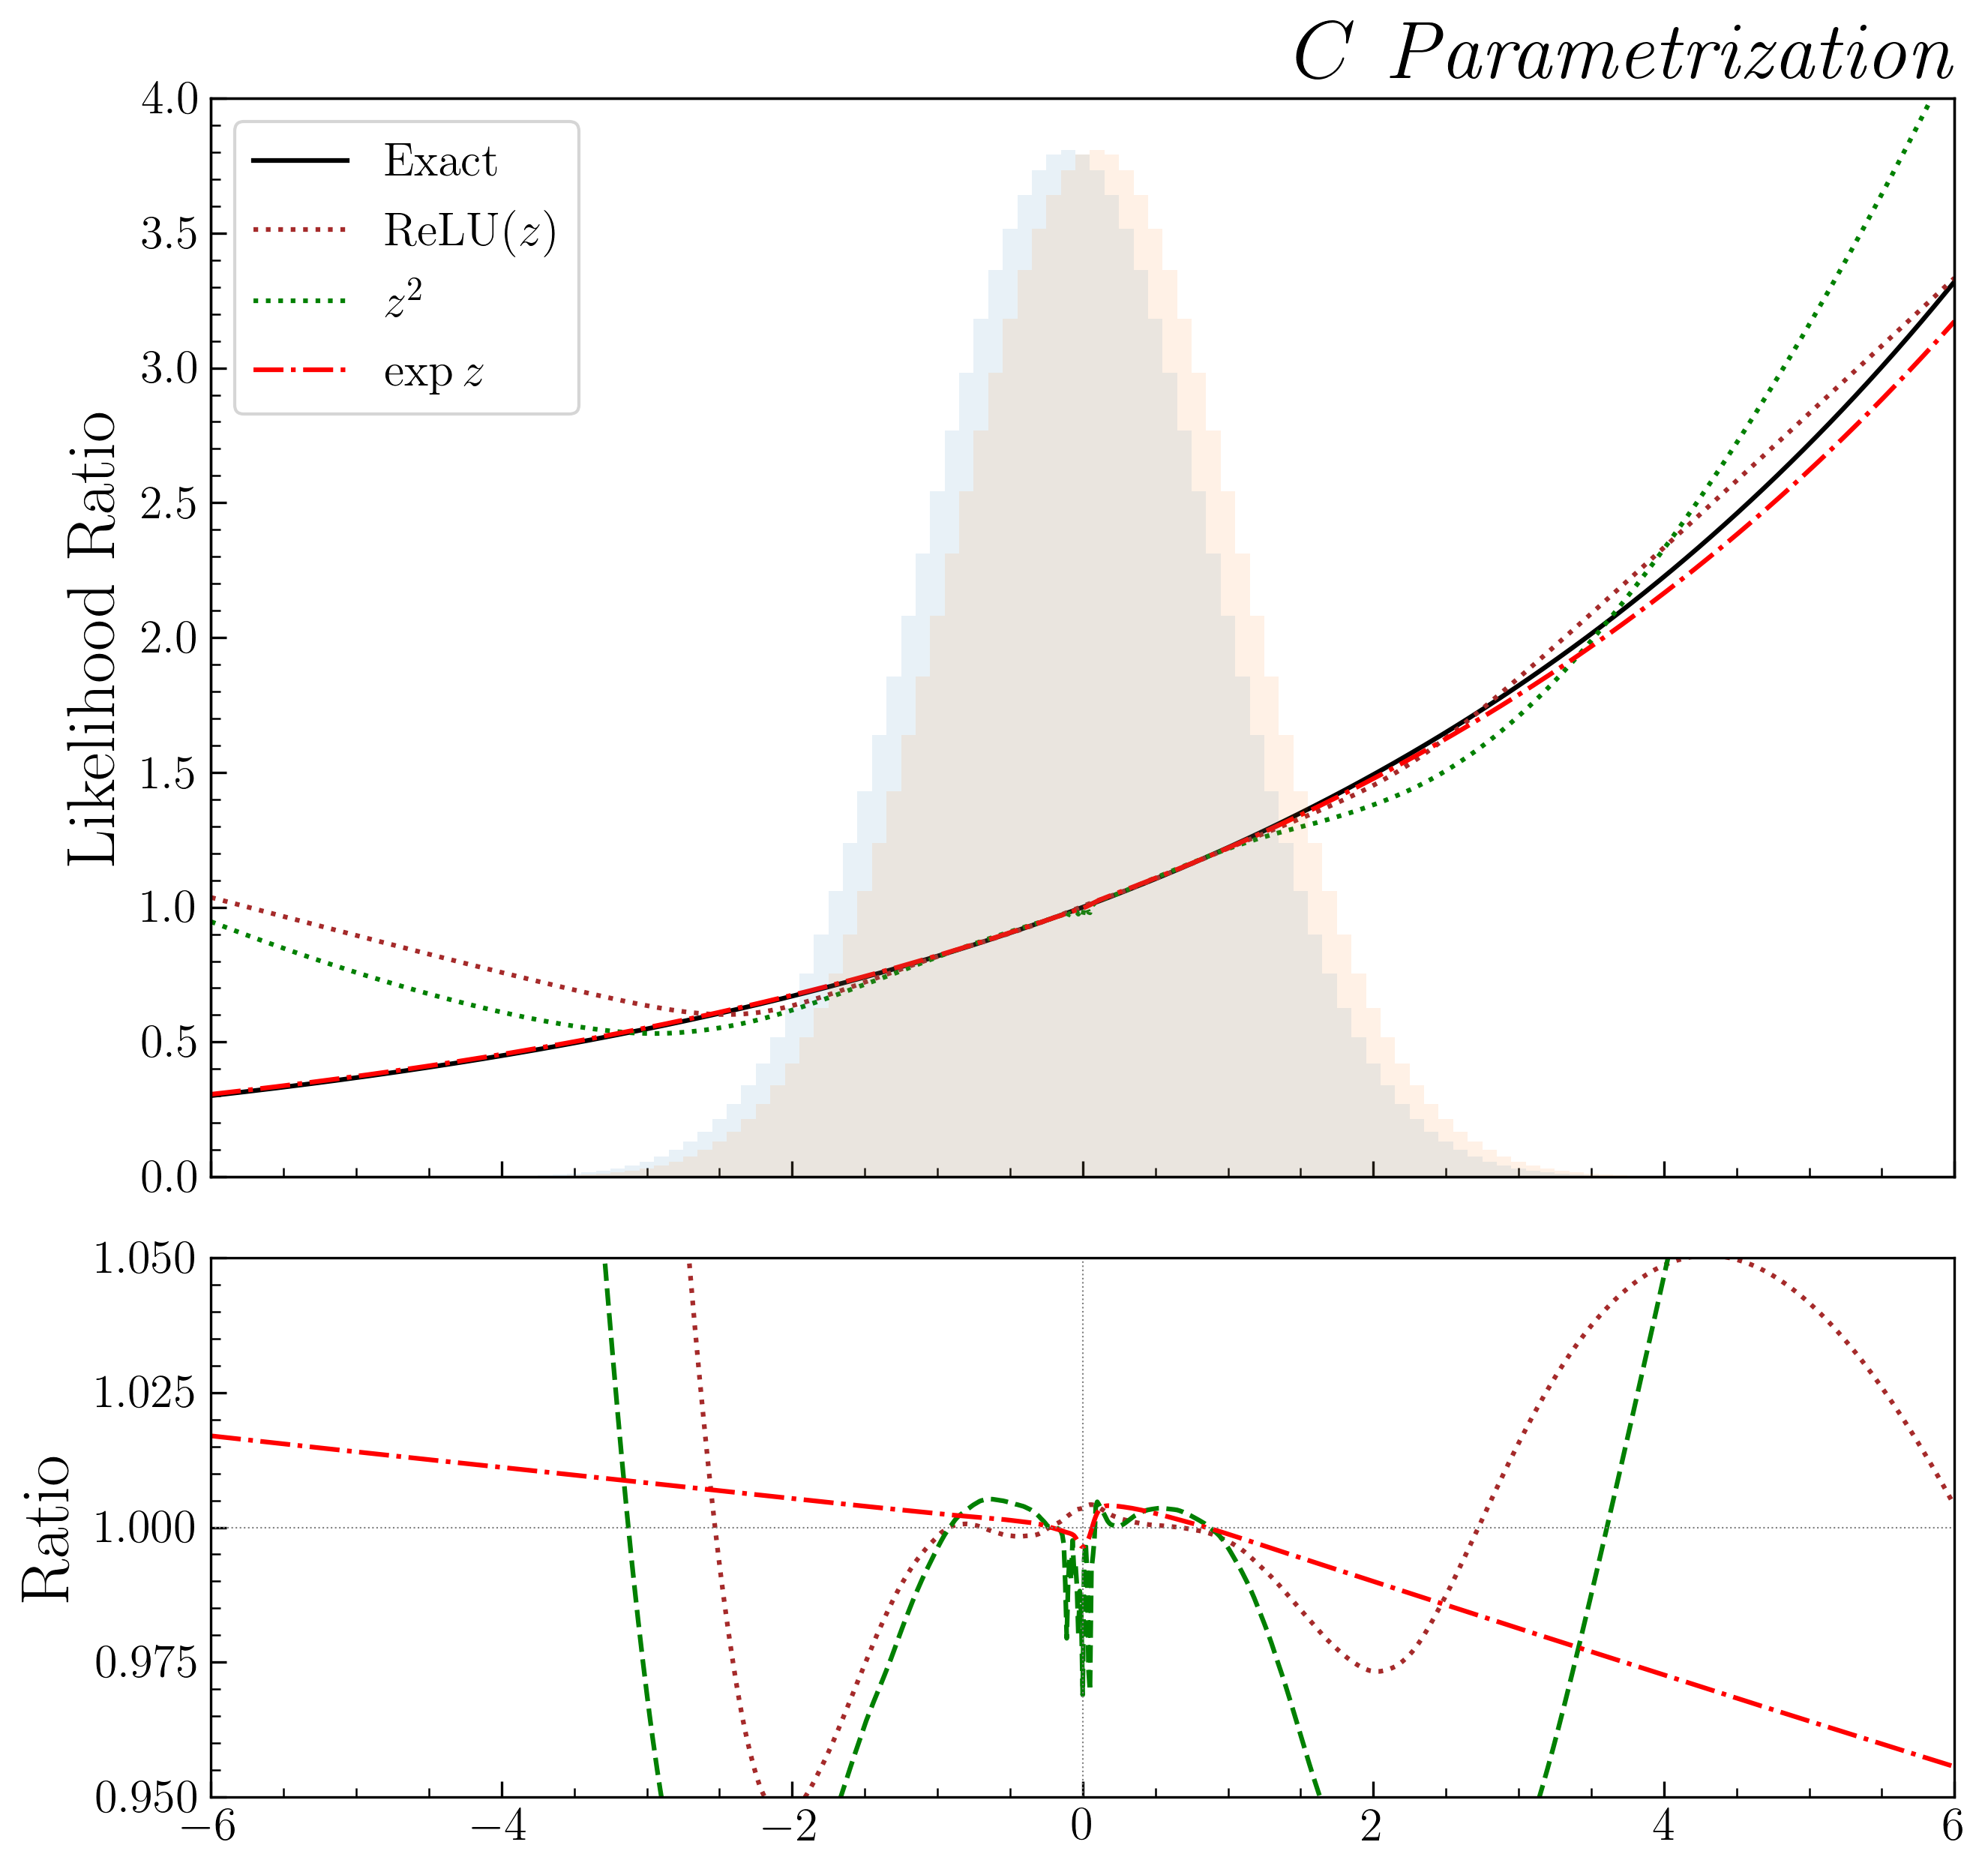 C Parametrization
4.0
3.5
3.0
2.5
2.0
1.5
1.0
0.5
0.0
Likelihood Ratio
Exact
ReLU(z)
z²
exp z
1.050
1.025
1.000
0.975
0.950
Ratio
−6 −4 −2 0 2 4 6